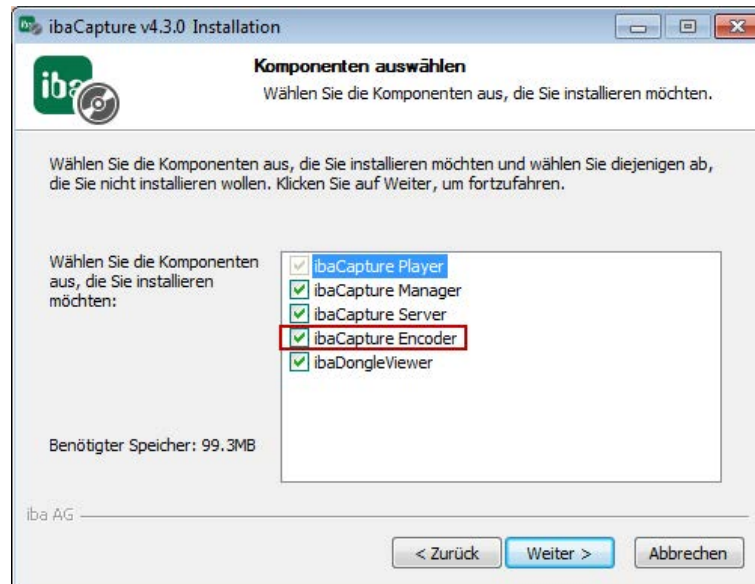 ibaCapture v4.3.0 Installation
iba
Komponenten auswählen
Wählen Sie die Komponenten aus, die Sie installieren möchten.
Wählen Sie die Komponenten aus, die Sie installieren möchten und wählen Sie diejenigen ab,
die Sie nicht installieren wollen. Klicken Sie auf Weiter, um fortzufahren.
Wählen Sie die Komponenten
aus, die Sie installieren
möchten:
ibaCapture Player
ibaCapture Manager
ibaCapture Server
ibaCapture Encoder
ibaDongleViewer
Benötigter Speicher: 99.3MB
iba AG
< Zurück
Weiter >
Abbrechen